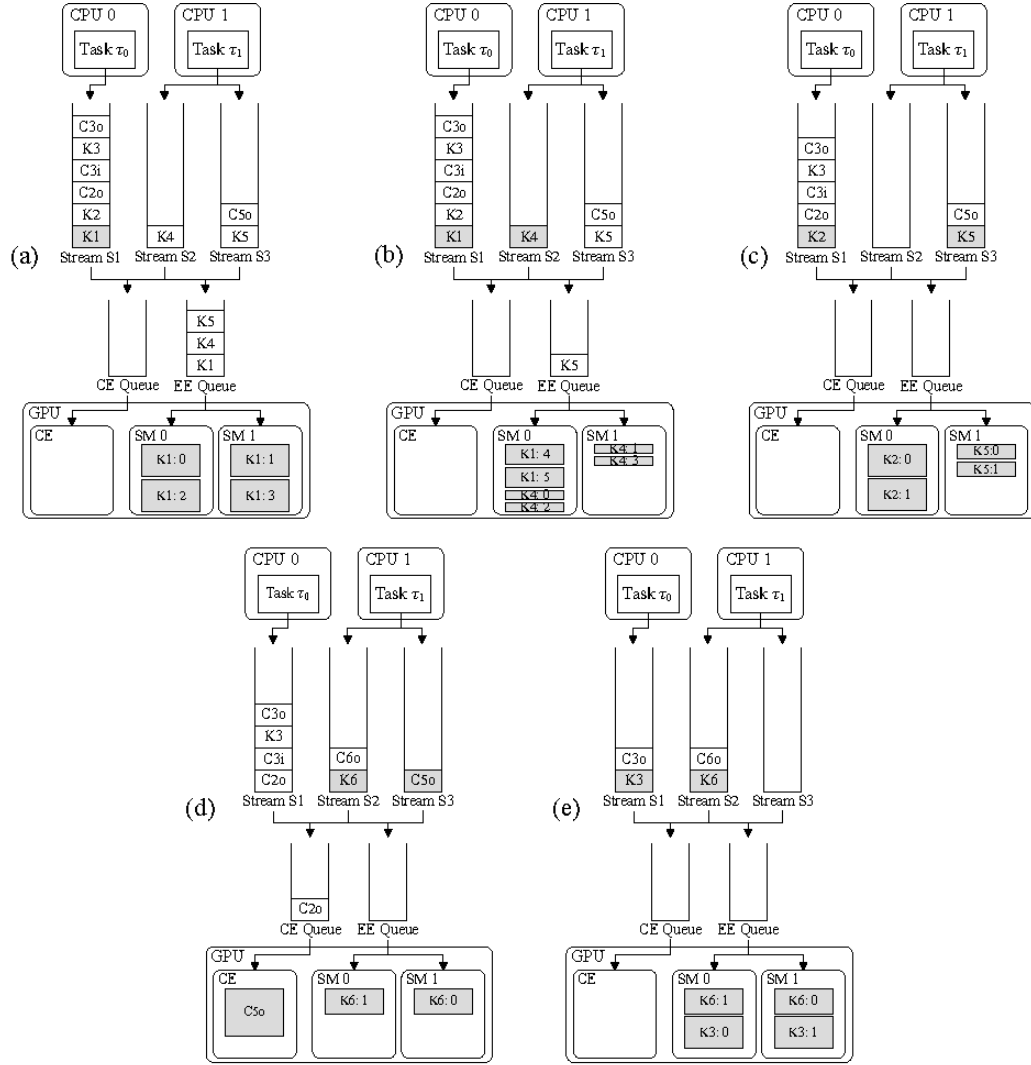 CPU 0
Task τ0
CPU 1
Task τ1
C3o
K3
C3i
C2o
K2
K1
K4
C5o
K5
(a)
Stream S1
Stream S2
Stream S3
K5
K4
K1
CE Queue
EE Queue
GPU
CE
SM 0
K1: 0
K1: 2
SM 1
K1: 1
K1: 3
CPU 0
Task τ0
CPU 1
Task τ1
C3o
K3
C3i
C2o
K2
K1
K4
C5o
K5
(b)
Stream S1
Stream S2
Stream S3
K5
CE Queue
EE Queue
GPU
CE
SM 0
K1: 4
K1: 5
K4: 0
K4: 2
SM 1
K4: 1
K4: 3
CPU 0
Task τ0
CPU 1
Task τ1
C3o
K3
C3i
C2o
K2
C5o
K5
(c)
Stream S1
Stream S2
Stream S3
CE Queue
EE Queue
GPU
CE
SM 0
K2: 0
K2: 1
SM 1
K5:0
K5:1
CPU 0
Task τ0
CPU 1
Task τ1
C3o
K3
C3i
C2o
C6o
K6
C5o
(d)
Stream S1
Stream S2
Stream S3
C2o
CE Queue
EE Queue
GPU
CE
C5o
SM 0
K6: 1
SM 1
K6: 0
CPU 0
Task τ0
CPU 1
Task τ1
C3o
K3
C6o
K6
(e)
Stream S1
Stream S2
Stream S3
CE Queue
EE Queue
GPU
CE
SM 0
K6: 1
K3: 0
SM 1
K6: 0
K3: 1